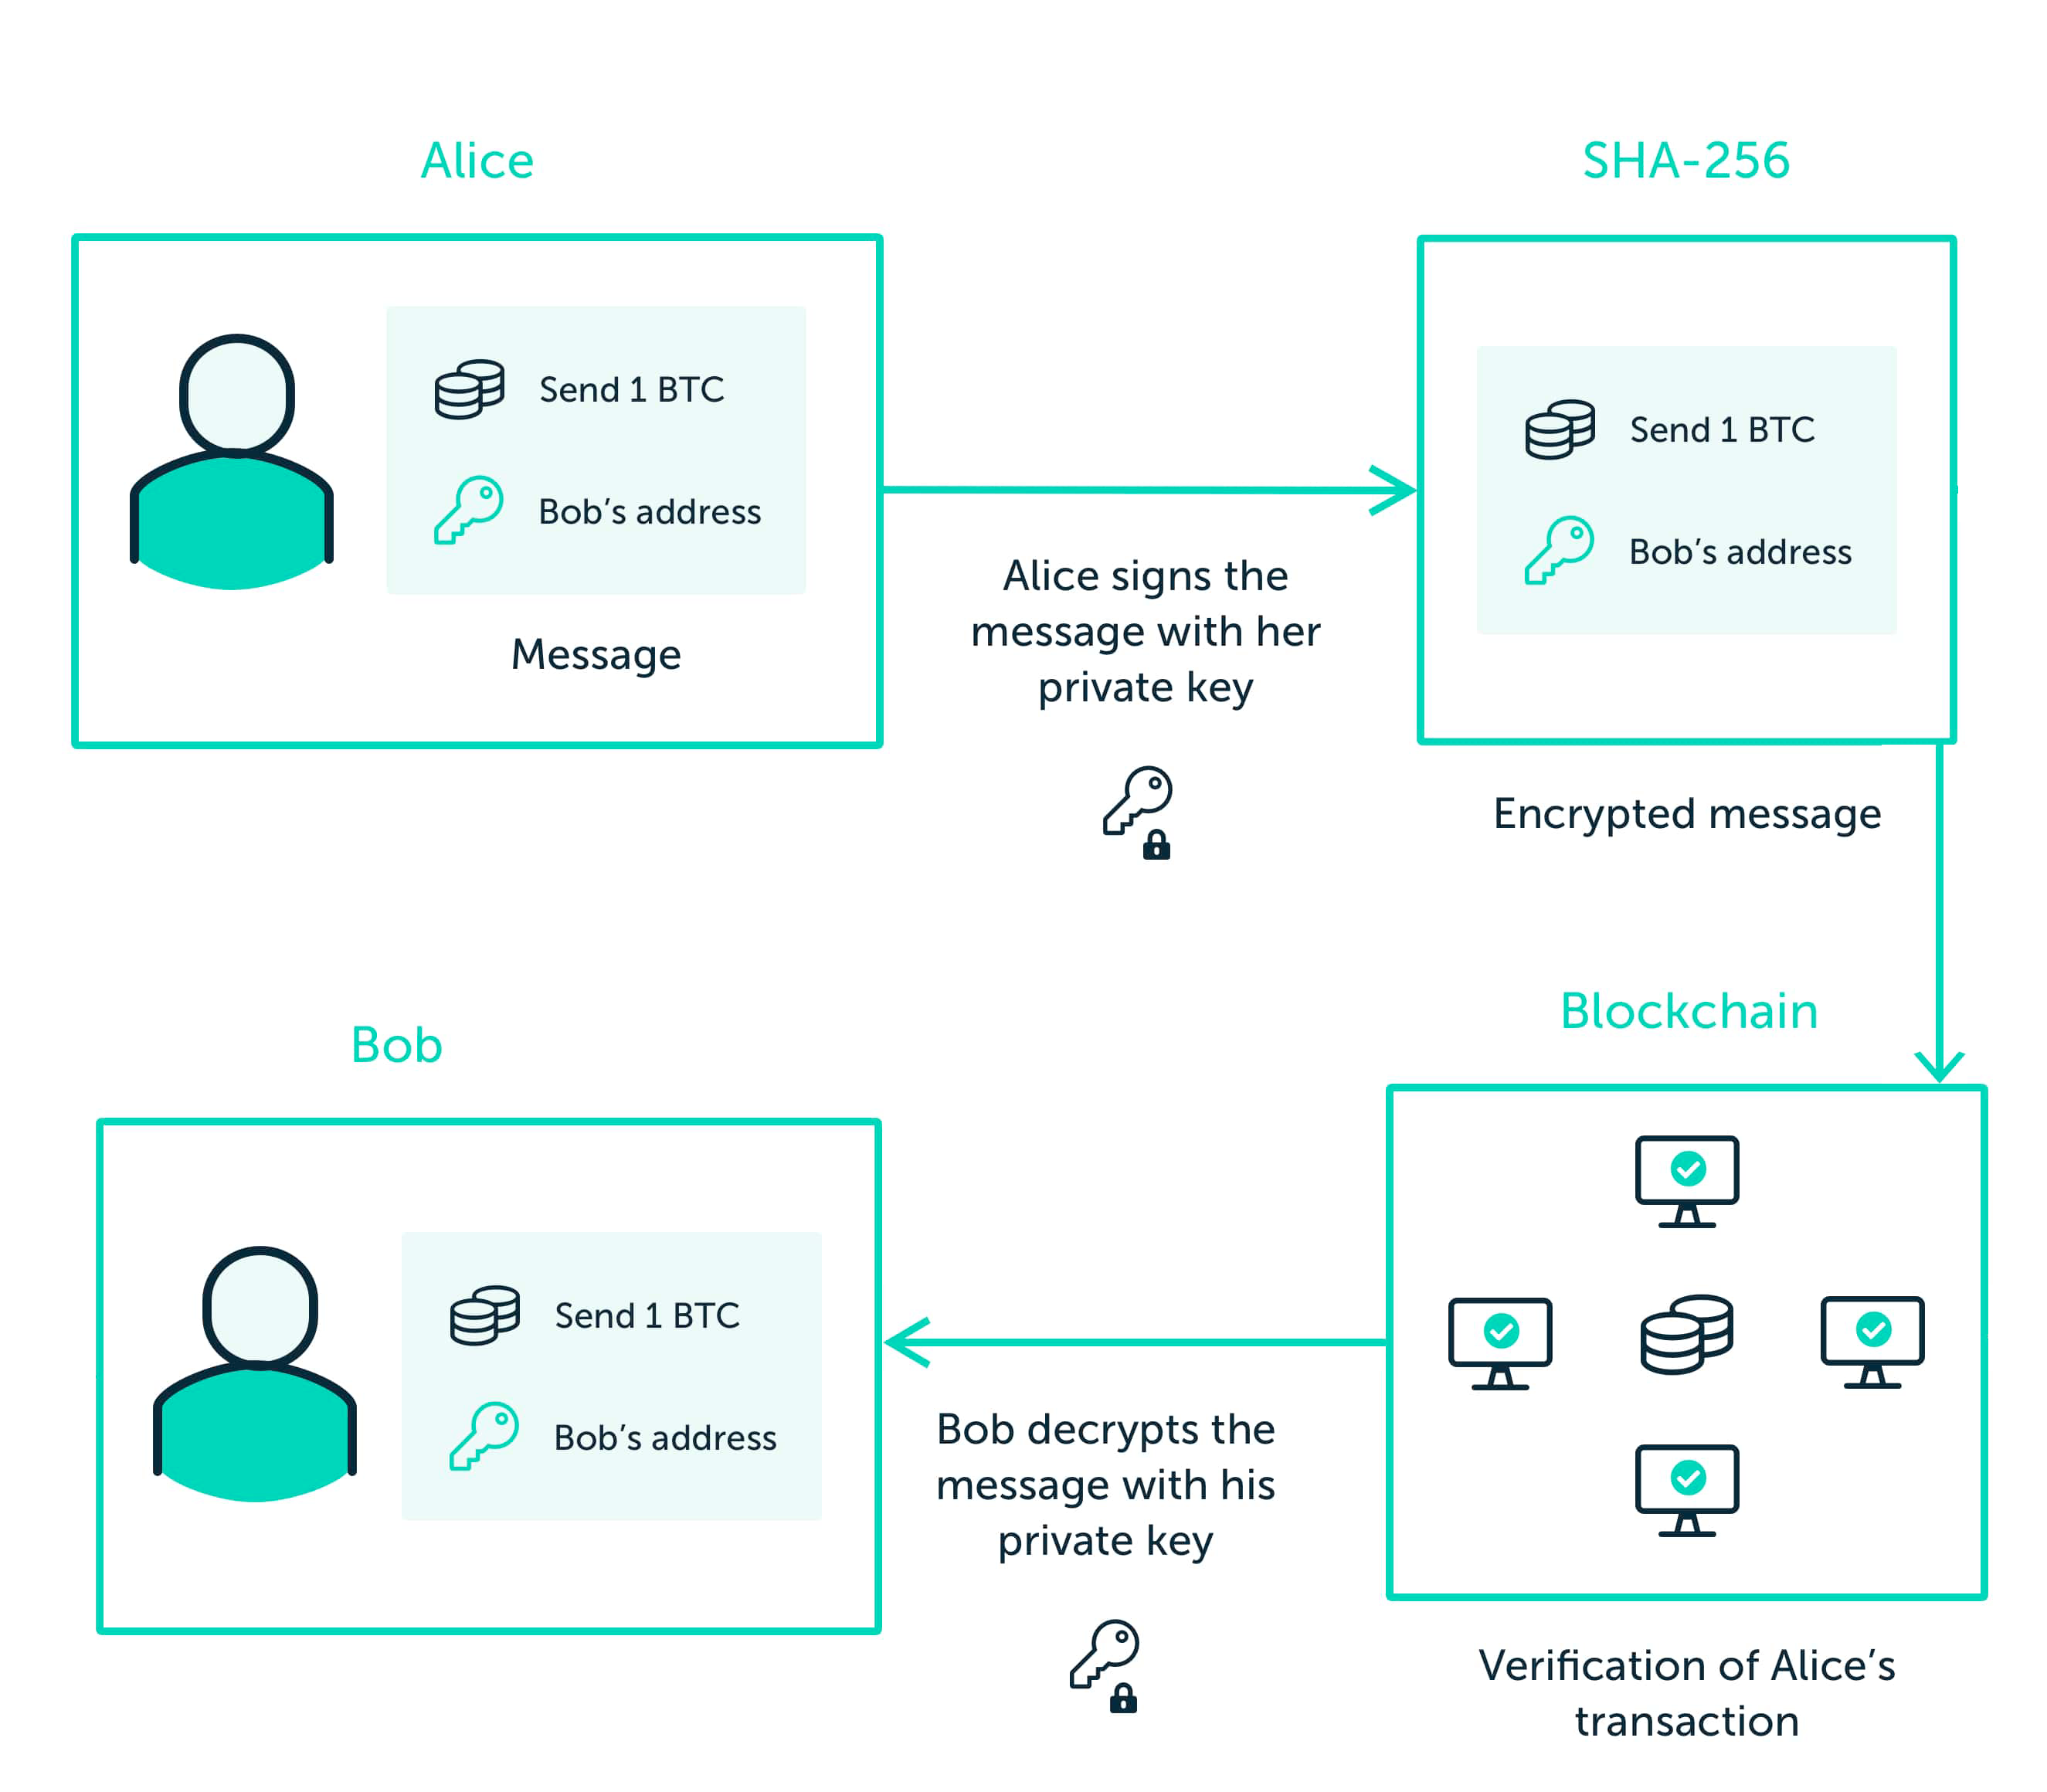 Alice
Send 1 BTC
Bob’s address
Message
Alice signs the
message with her
private key
SHA-256
Send 1 BTC
Bob’s address
Encrypted message
Blockchain
Verification of Alice’s
transaction
Bob decrypts the
message with his
private key
Bob
Send 1 BTC
Bob’s address